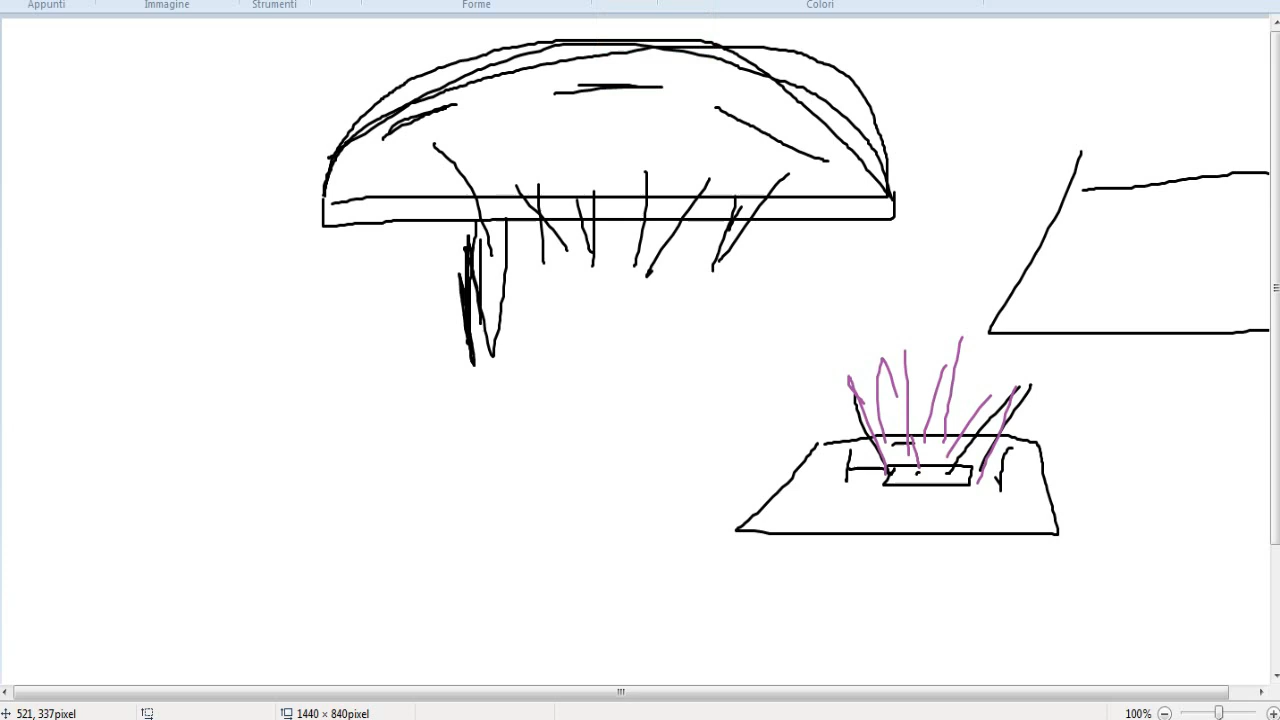 Appunti Immagine Strumenti Forme Colori
521, 337pixel 1440 × 840pixel 100%